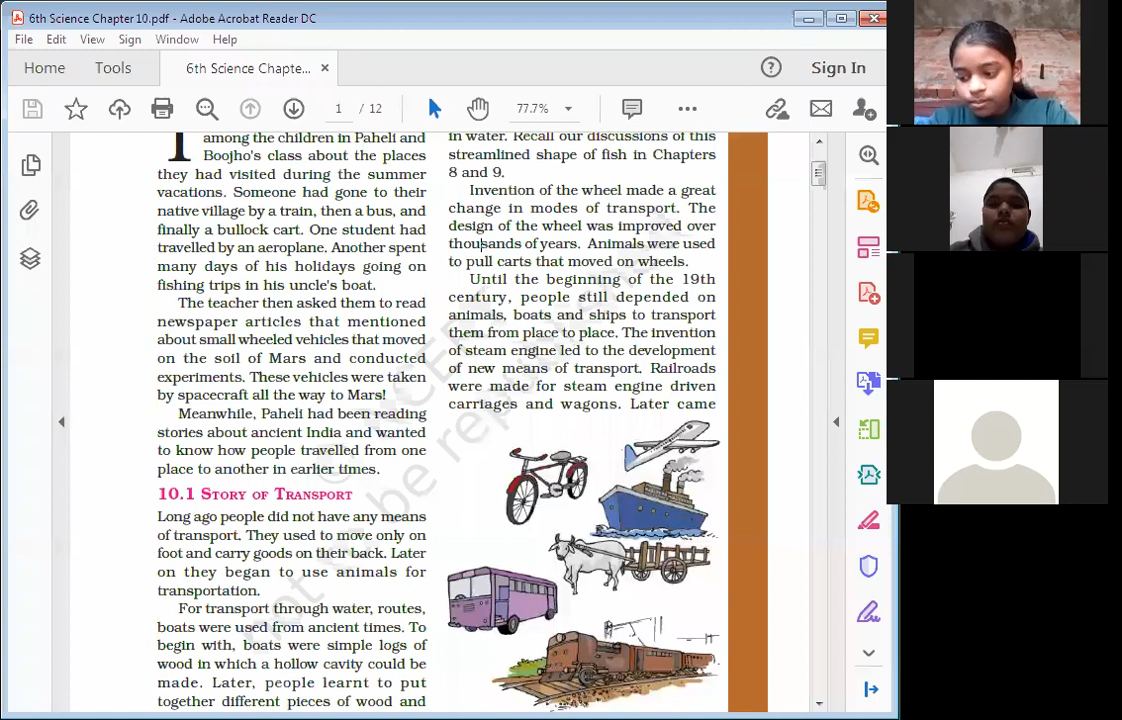 6th Science Chapter 10.pdf - Adobe Acrobat Reader DC
File Edit View Sign Window Help
Home Tools 6th Science Chapte... × Sign In
1 / 12 77.7%
T
among the children in Paheli and
Boojho's class about the places
they had visited during the summer
vacations. Someone had gone to their
native village by a train, then a bus, and
finally a bullock cart. One student had
travelled by an aeroplane. Another spent
many days of his holidays going on
fishing trips in his uncle's boat.
The teacher then asked them to read
newspaper articles that mentioned
about small wheeled vehicles that moved
on the soil of Mars and conducted
experiments. These vehicles were taken
by spacecraft all the way to Mars!
Meanwhile, Paheli had been reading
stories about ancient India and wanted
to know how people travelled from one
place to another in earlier times.
10.1 STORY OF TRANSPORT
Long ago people did not have any means
of transport. They used to move only on
foot and carry goods on their back. Later
on they began to use animals for
transportation.
For transport through water, routes,
boats were used from ancient times. To
begin with, boats were simple logs of
wood in which a hollow cavity could be
made. Later, people learnt to put
together different pieces of wood and
in water. Recall our discussions of this
streamlined shape of fish in Chapters
8 and 9.
Invention of the wheel made a great
change in modes of transport. The
design of the wheel was improved over
thousands of years. Animals were used
to pull carts that moved on wheels.
Until the beginning of the 19th
century, people still depended on
animals, boats and ships to transport
them from place to place. The invention
of steam engine led to the development
of new means of transport. Railroads
were made for steam engine driven
carriages and wagons. Later came
not to be republished